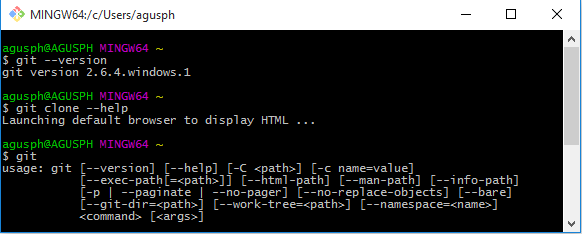 MINGW64:/c/Users/agusph
agusph@AGUSPH MINGW64 ~
$ git --version
git version 2.6.4.windows.1
agusph@AGUSPH MINGW64 ~
$ git clone --help
Launching default browser to display HTML ...
agusph@AGUSPH MINGW64 ~
$ git
usage: git [--version] [--help] [-C <path>] [-c name=value]
           [--exec-path[=<path>]] [--html-path] [--man-path] [--info-path]
           [-p | --paginate | --no-pager] [--no-replace-objects] [--bare]
           [--git-dir=<path>] [--work-tree=<path>] [--namespace=<name>]
           <command> [<args>]